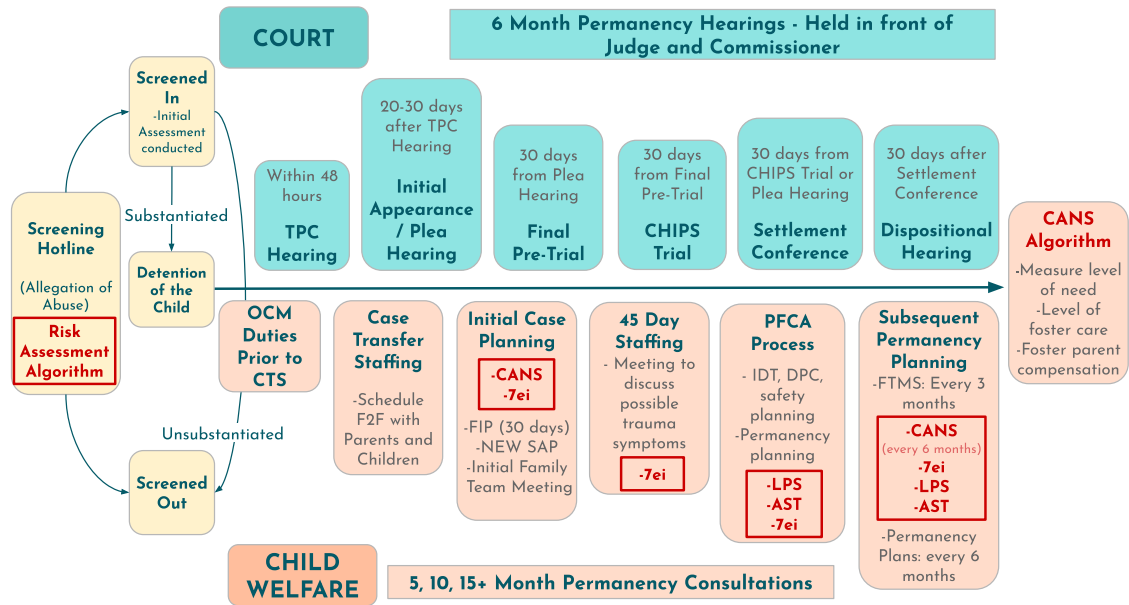 COURT
6 Month Permanency Hearings - Held in front of
Judge and Commissioner
Screened
In
-Initial
Assessment
conducted
Substantiated
Detention
of the
Child
Screening
Hotline
(Allegation of
Abuse)
Risk
Assessment
Algorithm
Unsubstantiated
Screened
Out
Within 48
hours
TPC
Hearing
20-30 days
after TPC
Hearing
Initial
Appearance
/ Plea
Hearing
30 days
from Plea
Hearing
Final
Pre-Trial
30 days
from Final
Pre-Trial
CHIPS
Trial
30 days from
CHIPS Trial or
Plea Hearing
Settlement
Conference
30 days after
Settlement
Conference
Dispositional
Hearing
CANS
Algorithm
-Measure level
of need
-Level of
foster care
-Foster parent
compensation
OCM
Duties
Prior to
CTS
Case
Transfer
Staffing
-Schedule
F2F with
Parents and
Children
Initial Case
Planning
-CANS
-7ei
-FIP (30 days)
-NEW SAP
-Initial Family
Team Meeting
45 Day
Staffing
- Meeting to
discuss
possible
trauma
symptoms
-7ei
PFCA
Process
- IDT, DPC,
safety
planning
-Permanency
planning
-LPS
-AST
-7ei
Subsequent
Permanency
Planning
-FTMS: Every 3
months
-CANS
(every 6 months)
-7ei
-LPS
-AST
-Permanency
Plans: every 6
months
CHILD
WELFARE
5, 10, 15+ Month Permanency Consultations